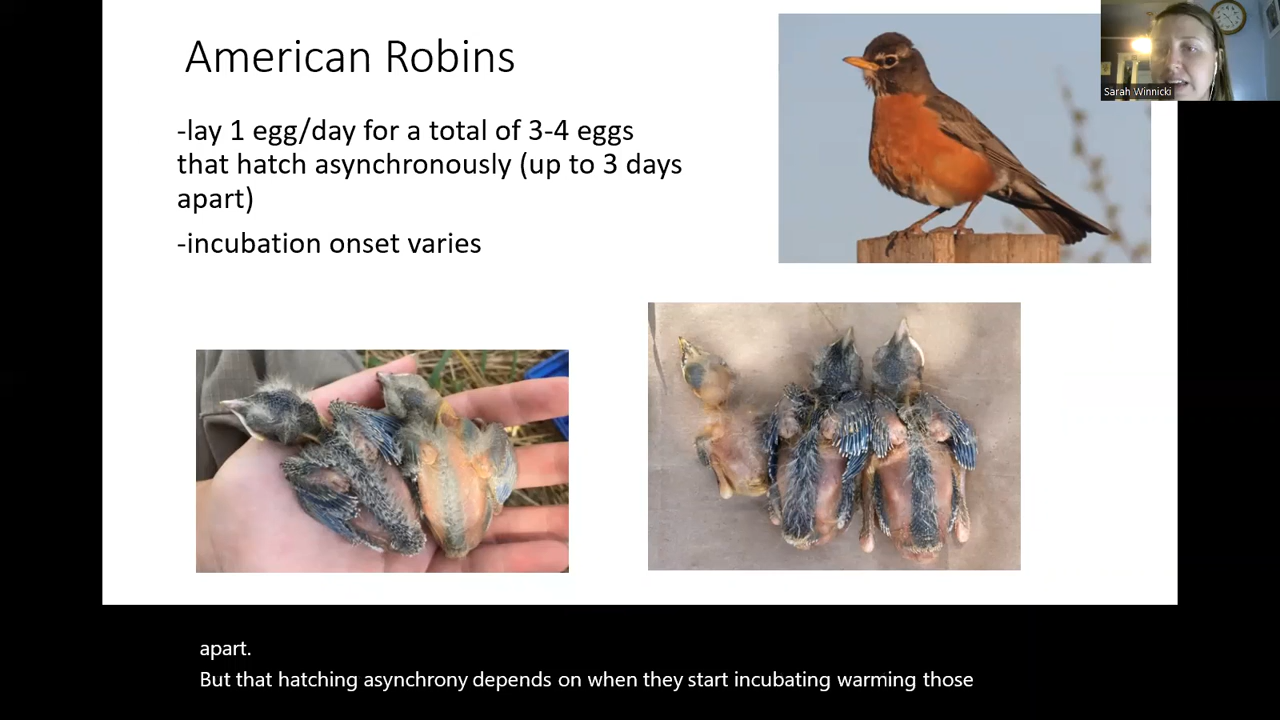 American Robins
-lay 1 egg/day for a total of 3-4 eggs
that hatch asynchronously (up to 3 days
apart)
-incubation onset varies
Sarah Winnicki
apart.
But that hatching asynchrony depends on when they start incubating warming those